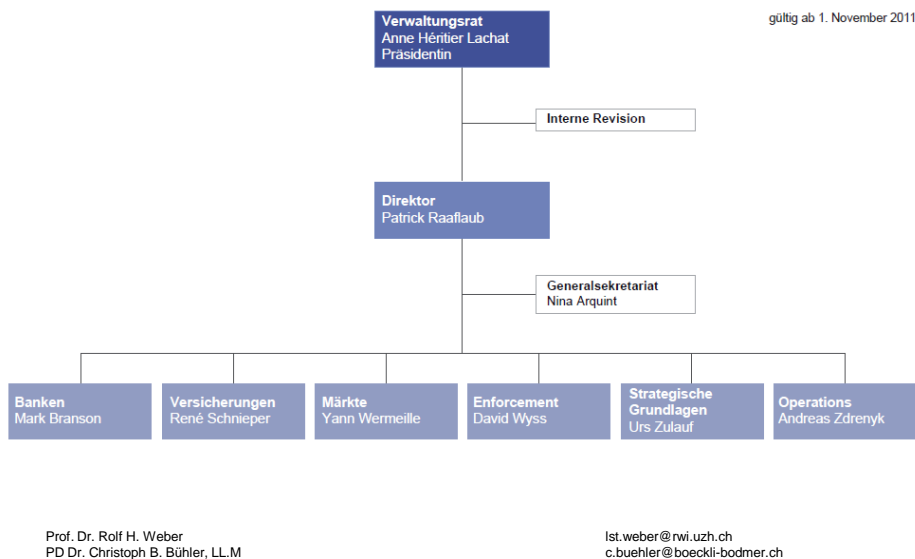 gültig ab 1. November 2011
Verwaltungsrat
Anne Héritier Lachat
Präsidentin
Interne Revision
Direktor
Patrick Raaflaub
Generalsekretariat
Nina Arquint
Banken
Mark Branson
Versicherungen
René Schnieper
Märkte
Yann Wermeille
Enforcement
David Wyss
Strategische
Grundlagen
Urs Zulauf
Operations
Andreas Zdrenyk
Prof. Dr. Rolf H. Weber
PD Dr. Christoph B. Bühler, LL.M
lst.weber@rwi.uzh.ch
c.buehler@boeckli-bodmer.ch